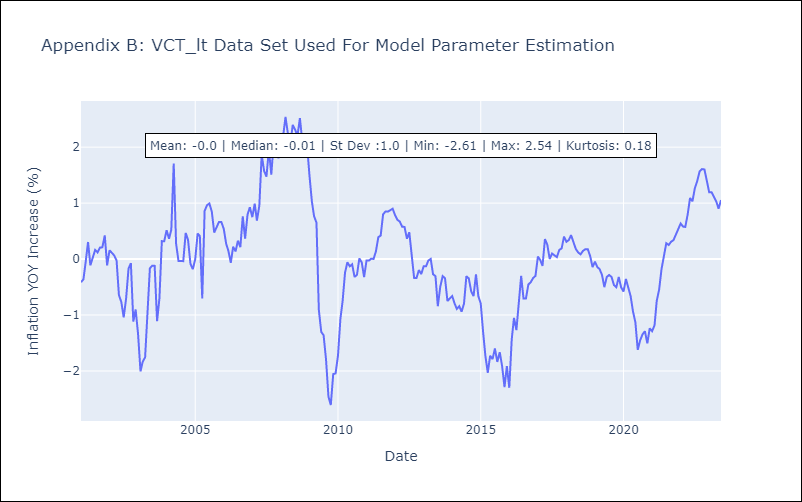 Appendix B: VCT_lt Data Set Used For Model Parameter Estimation
Mean: -0.0 | Median: -0.01 | St Dev :1.0 | Min: -2.61 | Max: 2.54 | Kurtosis: 0.18
Inflation YOY Increase (%)
2
1
0
−1
−2
2005
2010
2015
2020
Date